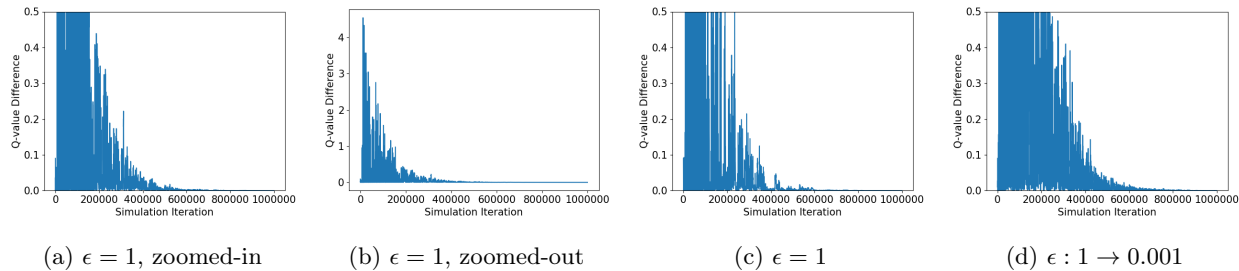 0.5
0.4
0.3
0.2
0.1
0.0
Q-value Difference
0 200000 400000 600000 800000 1000000
Simulation Iteration
(a) ϵ = 1, zoomed-in
4
3
2
1
0
Q-value Difference
0 200000 400000 600000 800000 1000000
Simulation Iteration
(b) ϵ = 1, zoomed-out
0.5
0.4
0.3
0.2
0.1
0.0
Q-value Difference
0 200000 400000 600000 800000 1000000
Simulation Iteration
(c) ϵ = 1
0.5
0.4
0.3
0.2
0.1
0.0
Q-value Difference
0 200000 400000 600000 800000 1000000
Simulation Iteration
(d) ϵ : 1 → 0.001